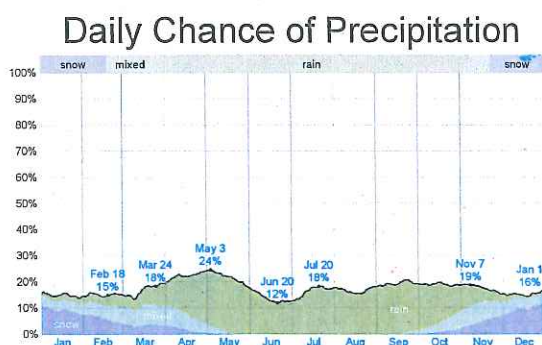 Daily Chance of Precipitation
snow mixed rain snow
100%
90%
80%
70%
60%
50%
40%
30%
20%
10%
0%
Feb 18
15%
Mar 24
18%
May 3
24%
Jun 20
12%
Jul 20
18%
Nov 7
19%
Jan 1
16%
snow mixed rain
Jan Feb Mar Apr May Jun Jul Aug Sep Oct Nov Dec